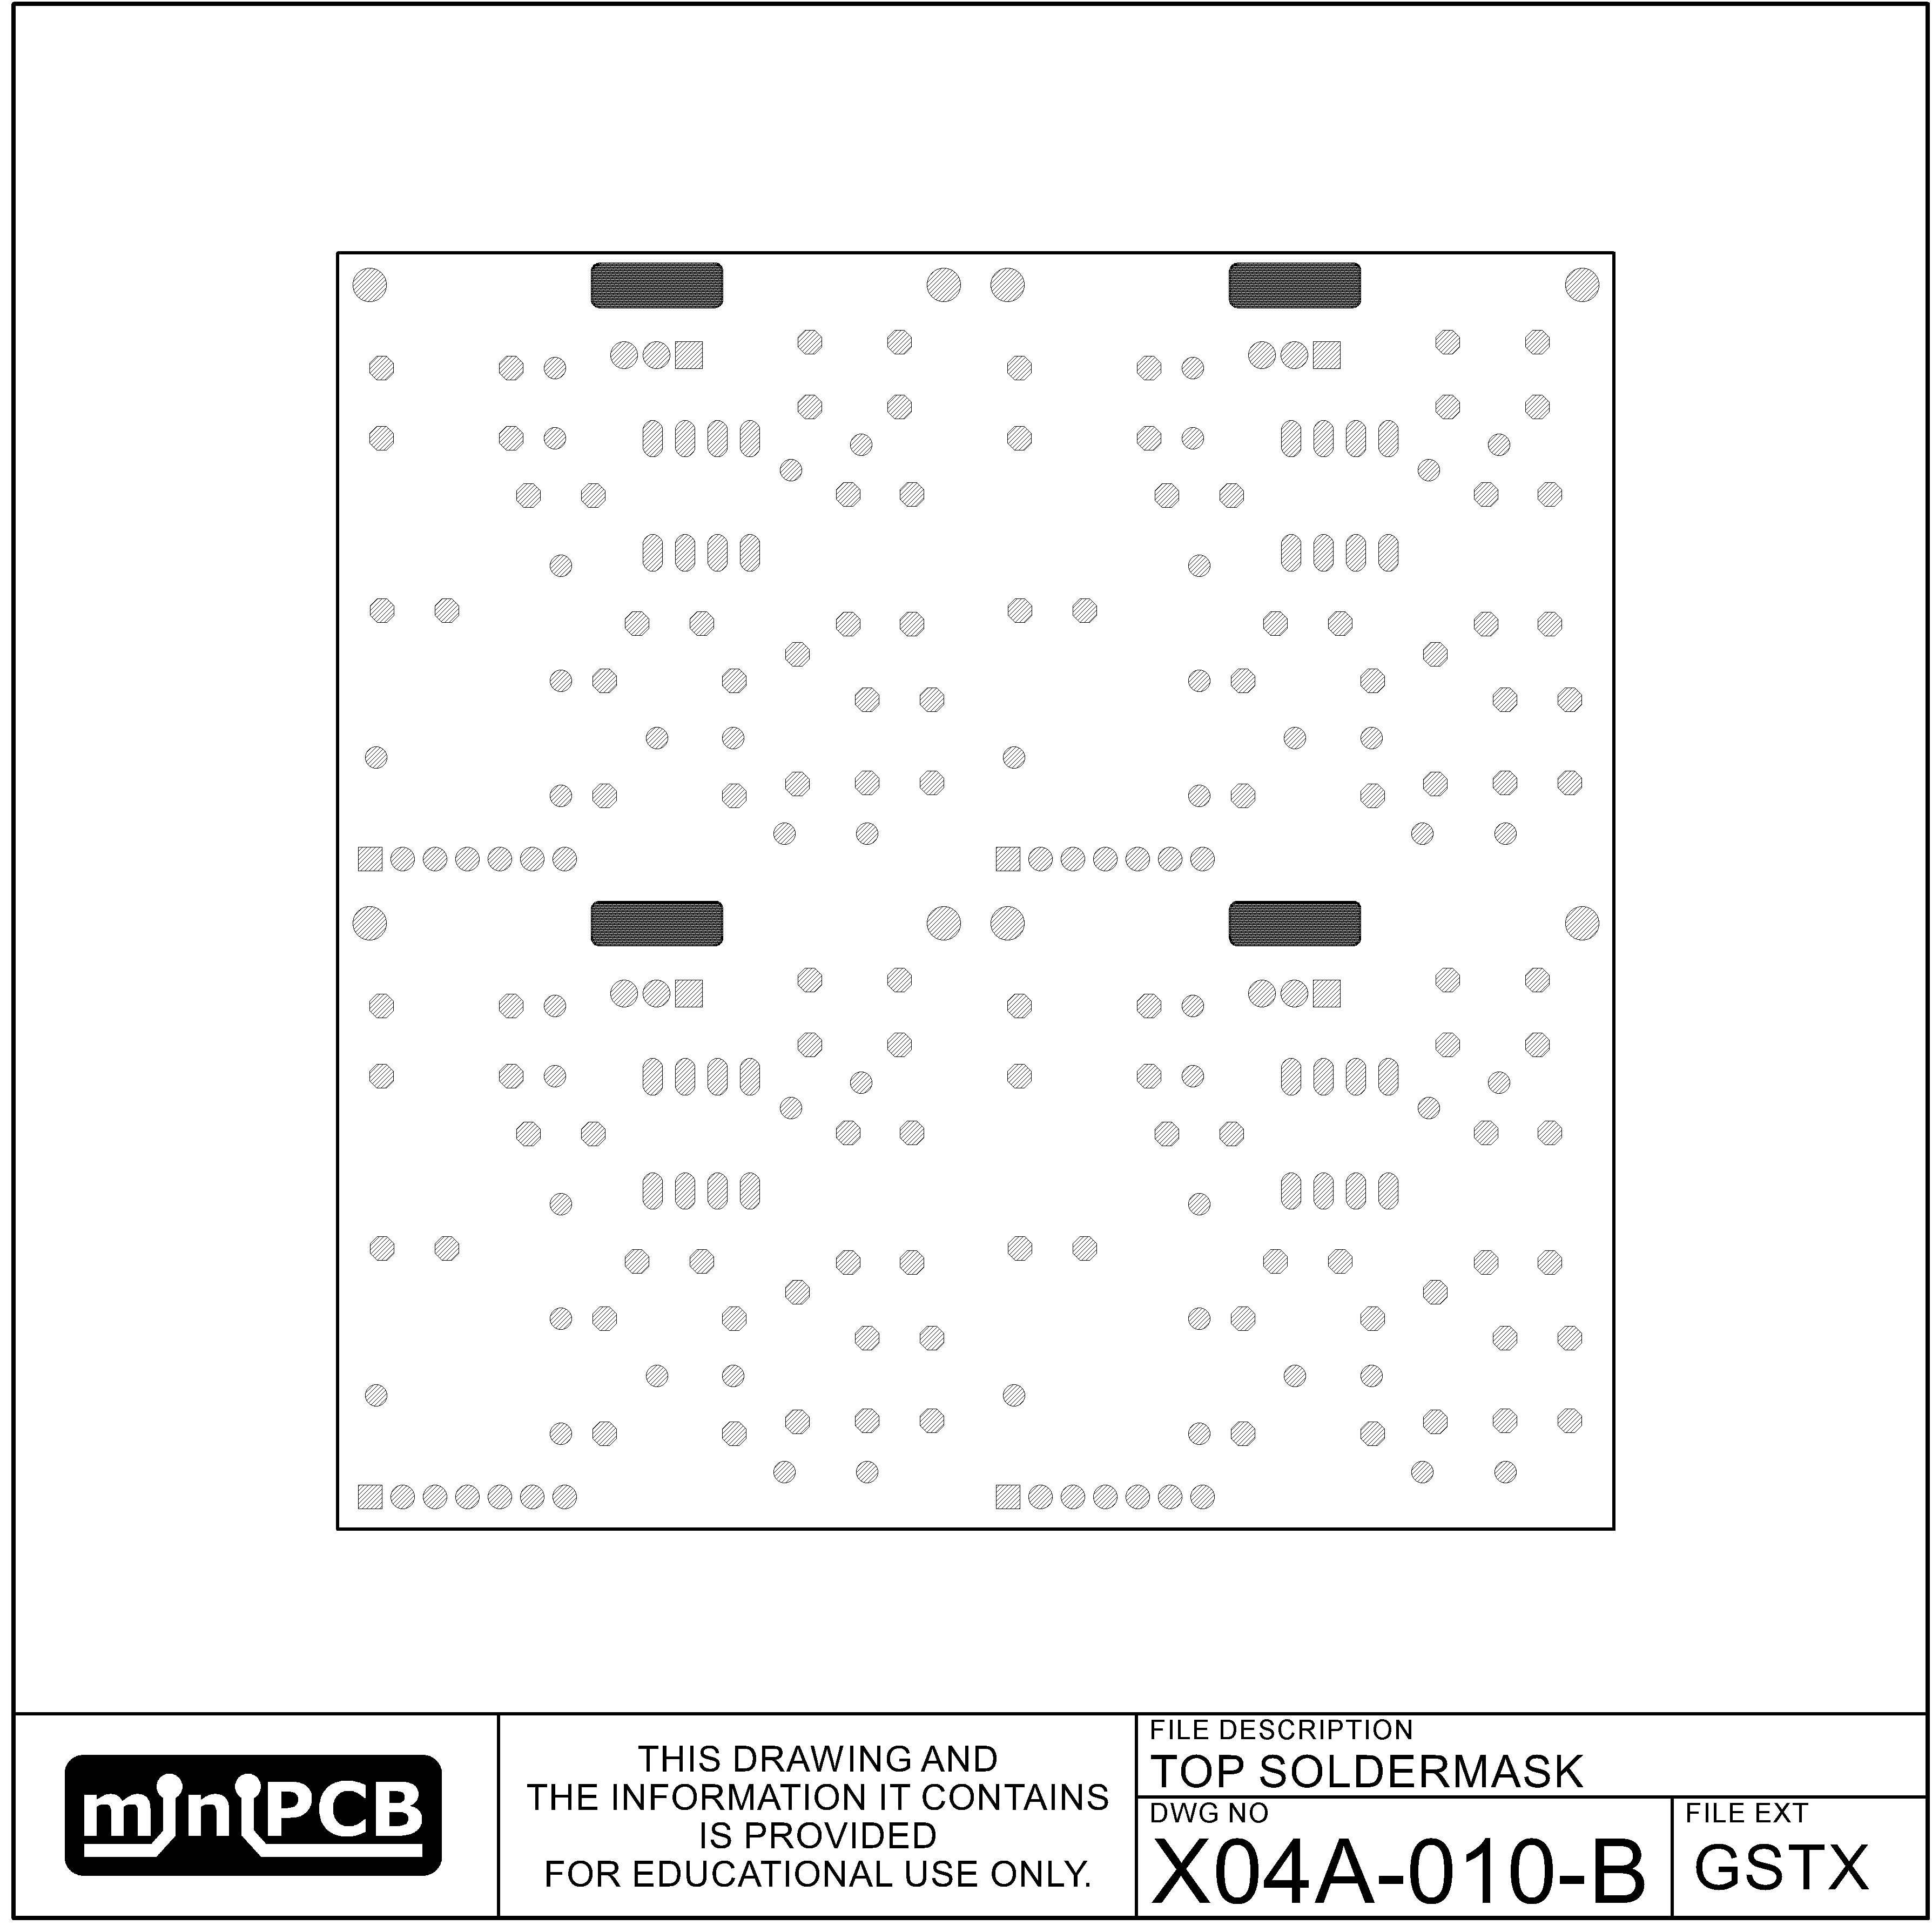 miniPCB
THIS DRAWING AND
THE INFORMATION IT CONTAINS
IS PROVIDED
FOR EDUCATIONAL USE ONLY.
FILE DESCRIPTION
TOP SOLDERMASK
DWG NO
X04A-010-B
FILE EXT
GSTX